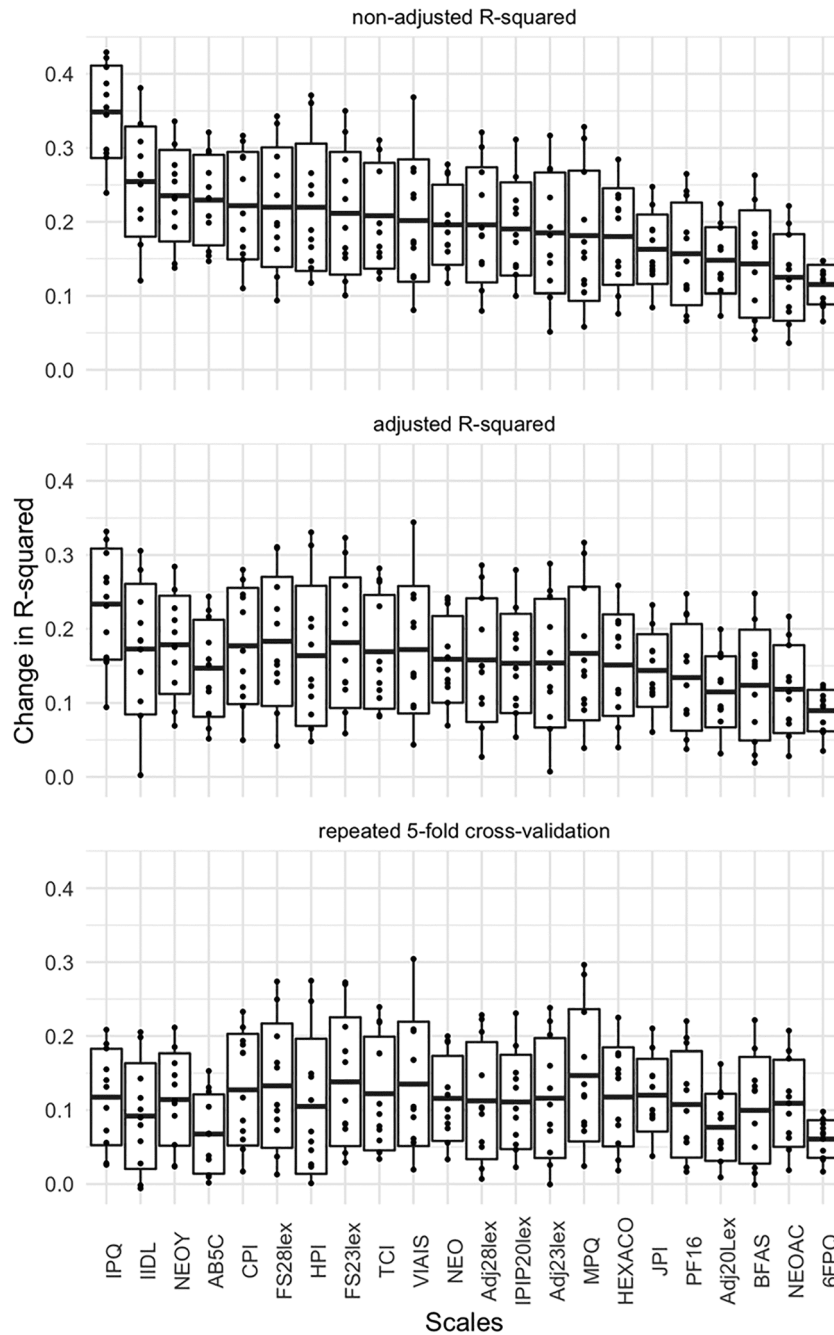 non-adjusted R-squared
0.4
0.3
0.2
0.1
0.0
adjusted R-squared
0.4
0.3
0.2
0.1
0.0
Change in R-squared
repeated 5-fold cross-validation
0.4
0.3
0.2
0.1
0.0
IPQ
IIDL
NEOY
AB5C
CPI
FS28lex
HPI
FS23lex
TCI
VIAIS
NEO
Adj28lex
IPIP20lex
Adj23lex
MPQ
HEXACO
JPI
PF16
Adj20Lex
BFAS
NEOAC
Scales